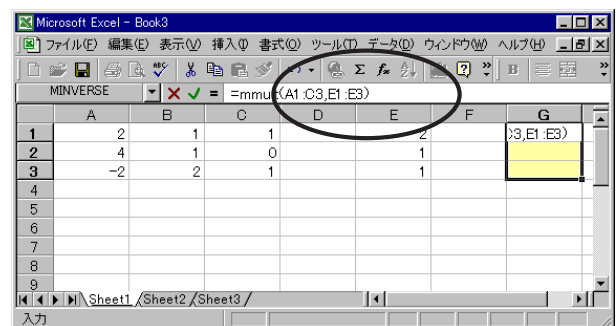 Microsoft Excel - Book3
ファイル(F) 編集(E) 表示(V) 挿入(I) 書式(O) ツール(T) データ(D) ウィンドウ(W) ヘルプ(H)
MINVERSE = =mmult(A1:C3,E1:E3)
A B C D E F G
1 2 1 1 2 C3,E1:E3)
2 4 1 0 1
3 -2 2 1 1
4
5
6
7
8
9
Sheet1 Sheet2 Sheet3
入力